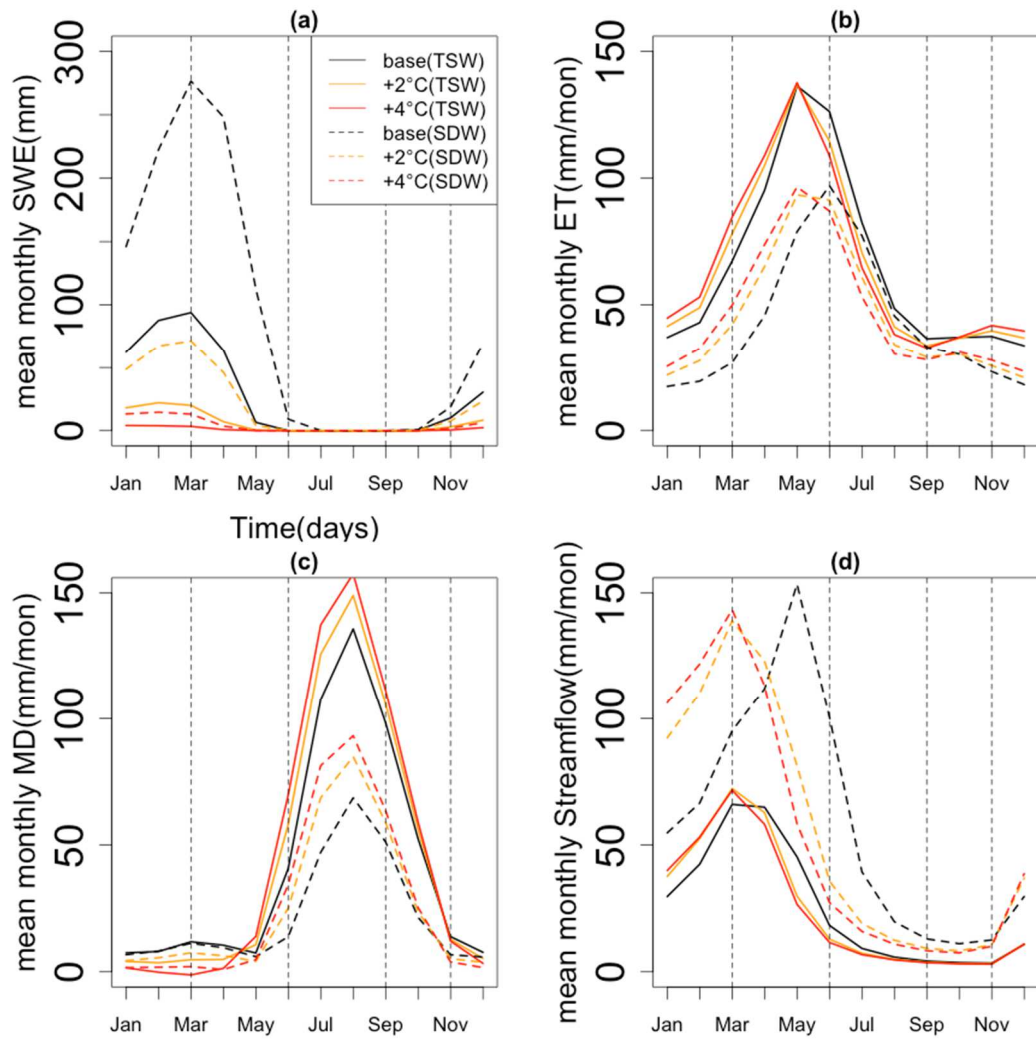 (a)
mean monthly SWE(mm)
300
200
100
0
base(TSW)
+2°C(TSW)
+4°C(TSW)
base(SDW)
+2°C(SDW)
+4°C(SDW)
Jan Mar May Jul Sep Nov
Time(days)
(b)
mean monthly ET(mm/mon)
150
100
50
0
Jan Mar May Jul Sep Nov
(c)
mean monthly MD(mm/mon)
150
100
50
0
Jan Mar May Jul Sep Nov
(d)
mean monthly Streamflow(mm/mon)
150
100
50
0
Jan Mar May Jul Sep Nov